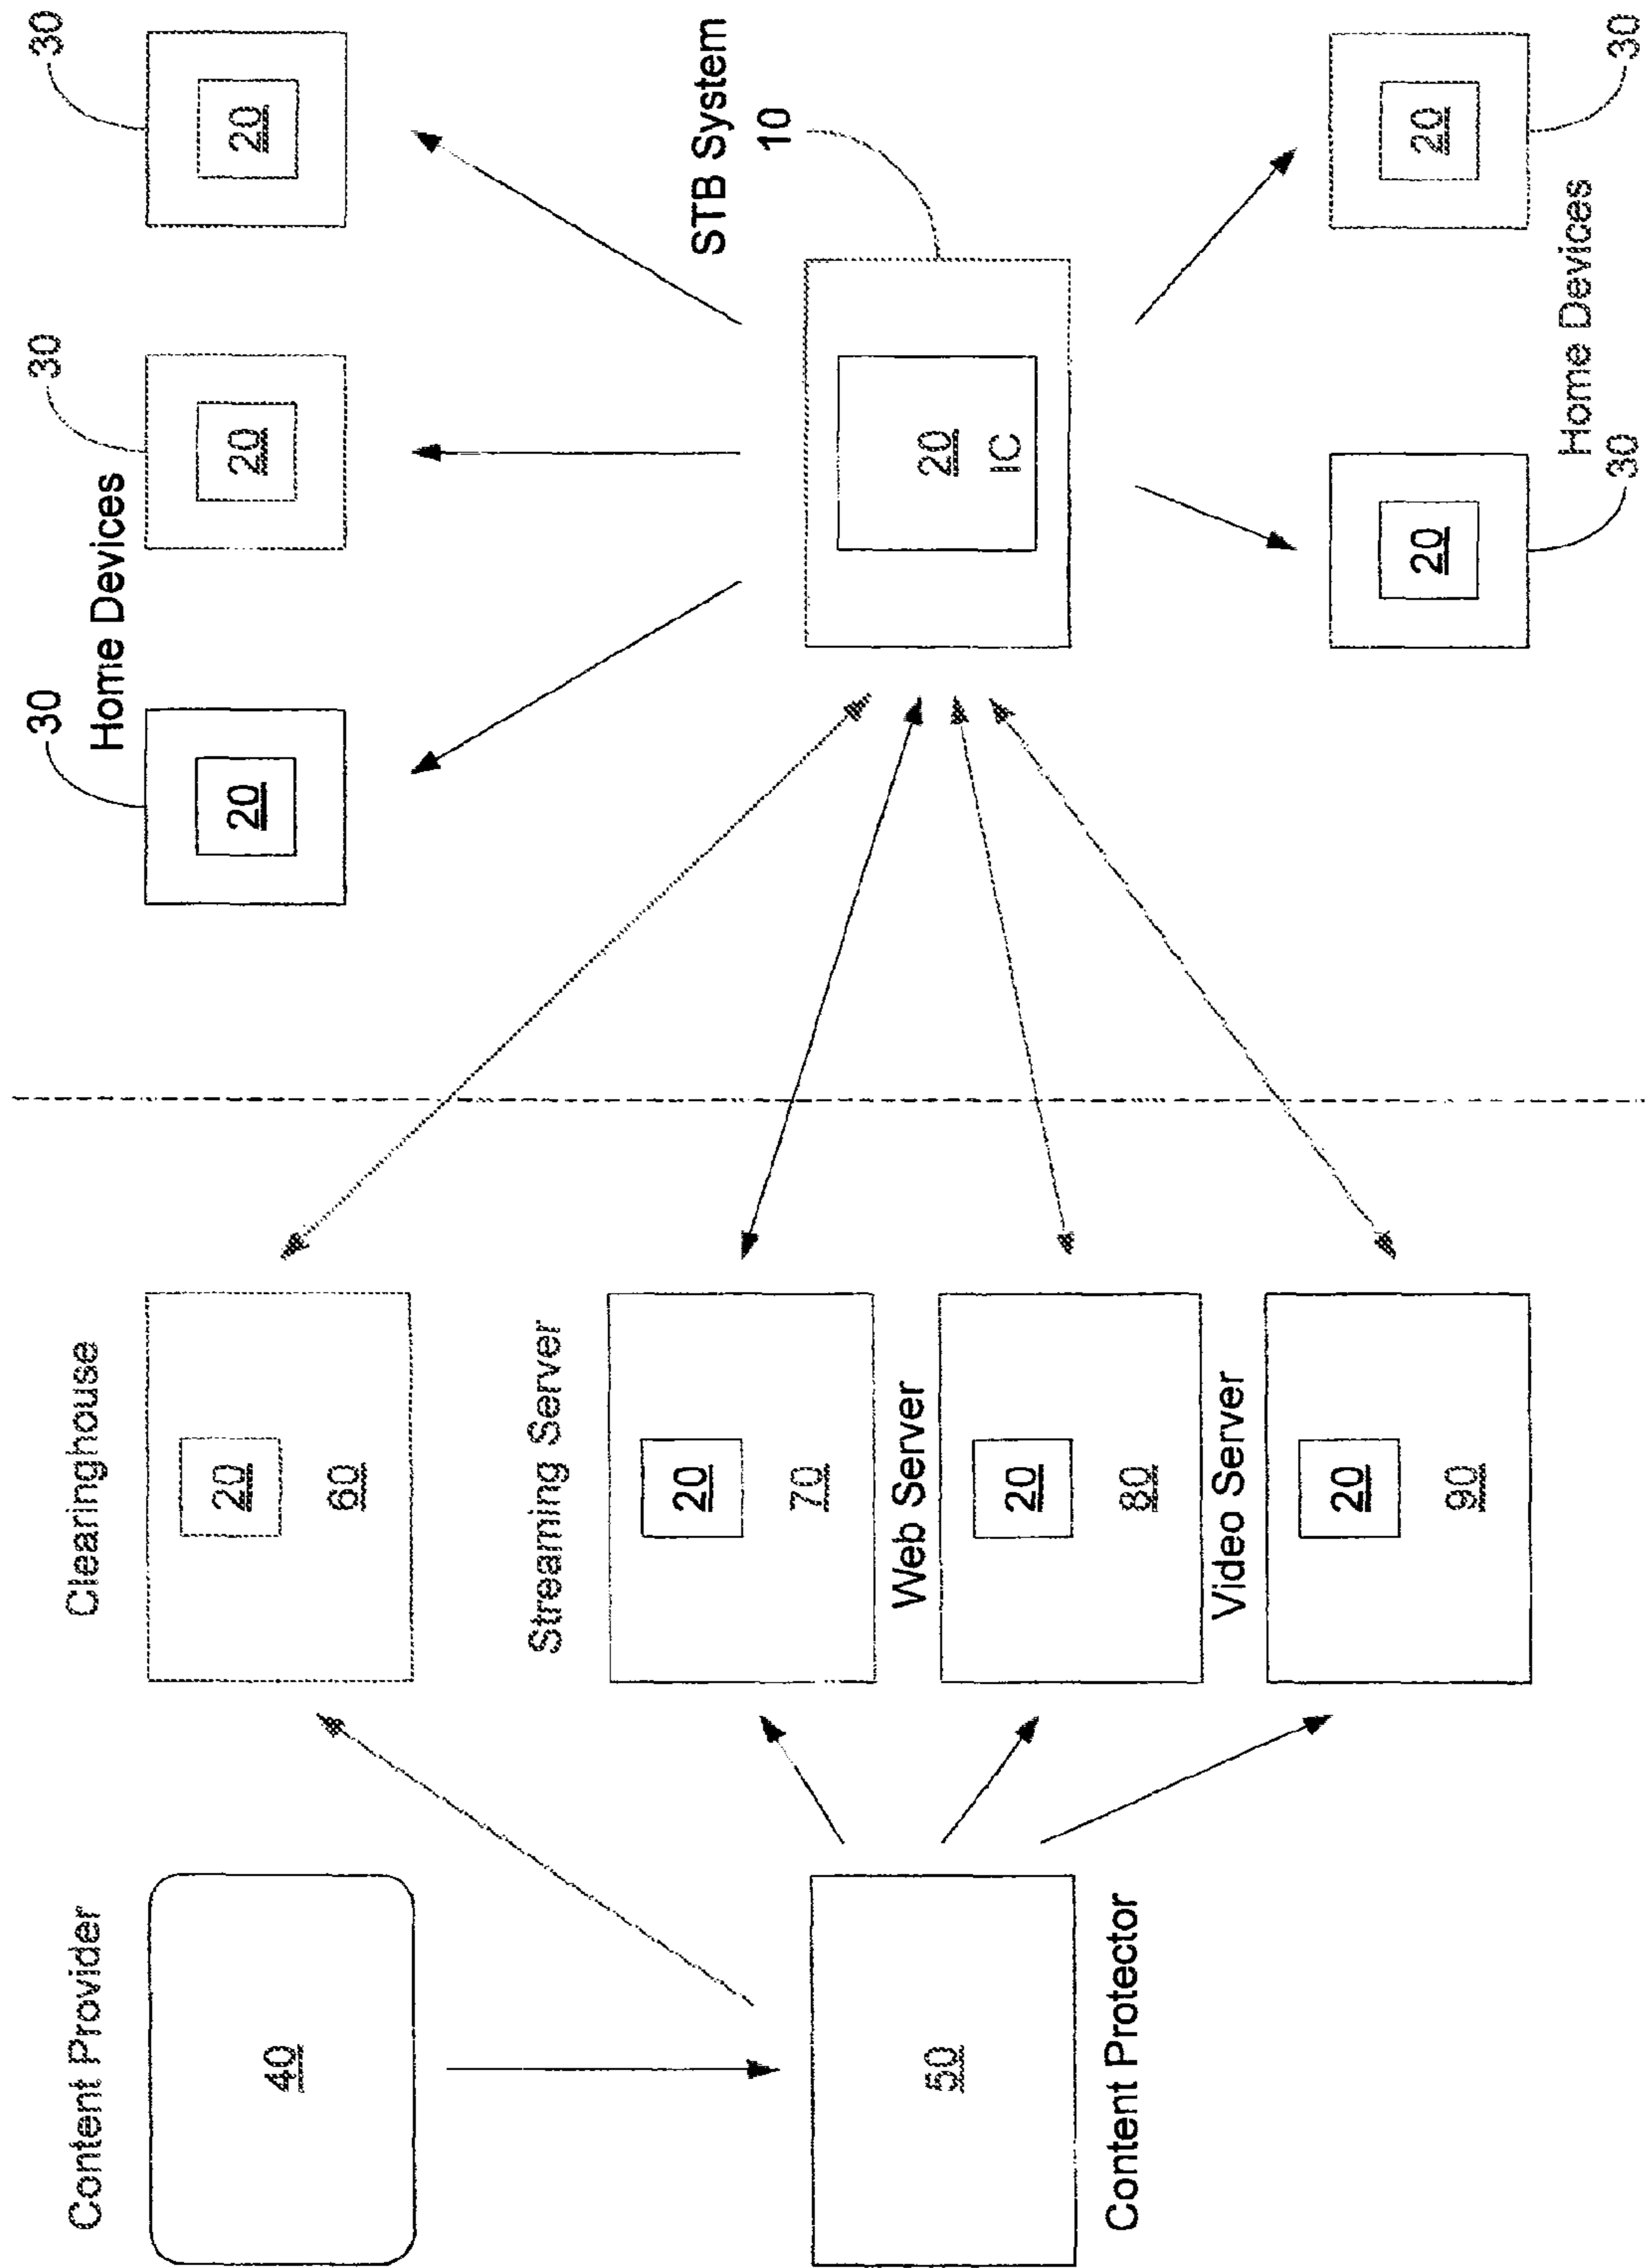 Content Provider
40
50
Content Protector
Clearinghouse
20
60
Streaming Server
20
70
Web Server
20
80
Video Server
20
90
30
Home Devices
20
30
20
30
20
STB System
10
20
IC
20
30
20
30
Home Devices